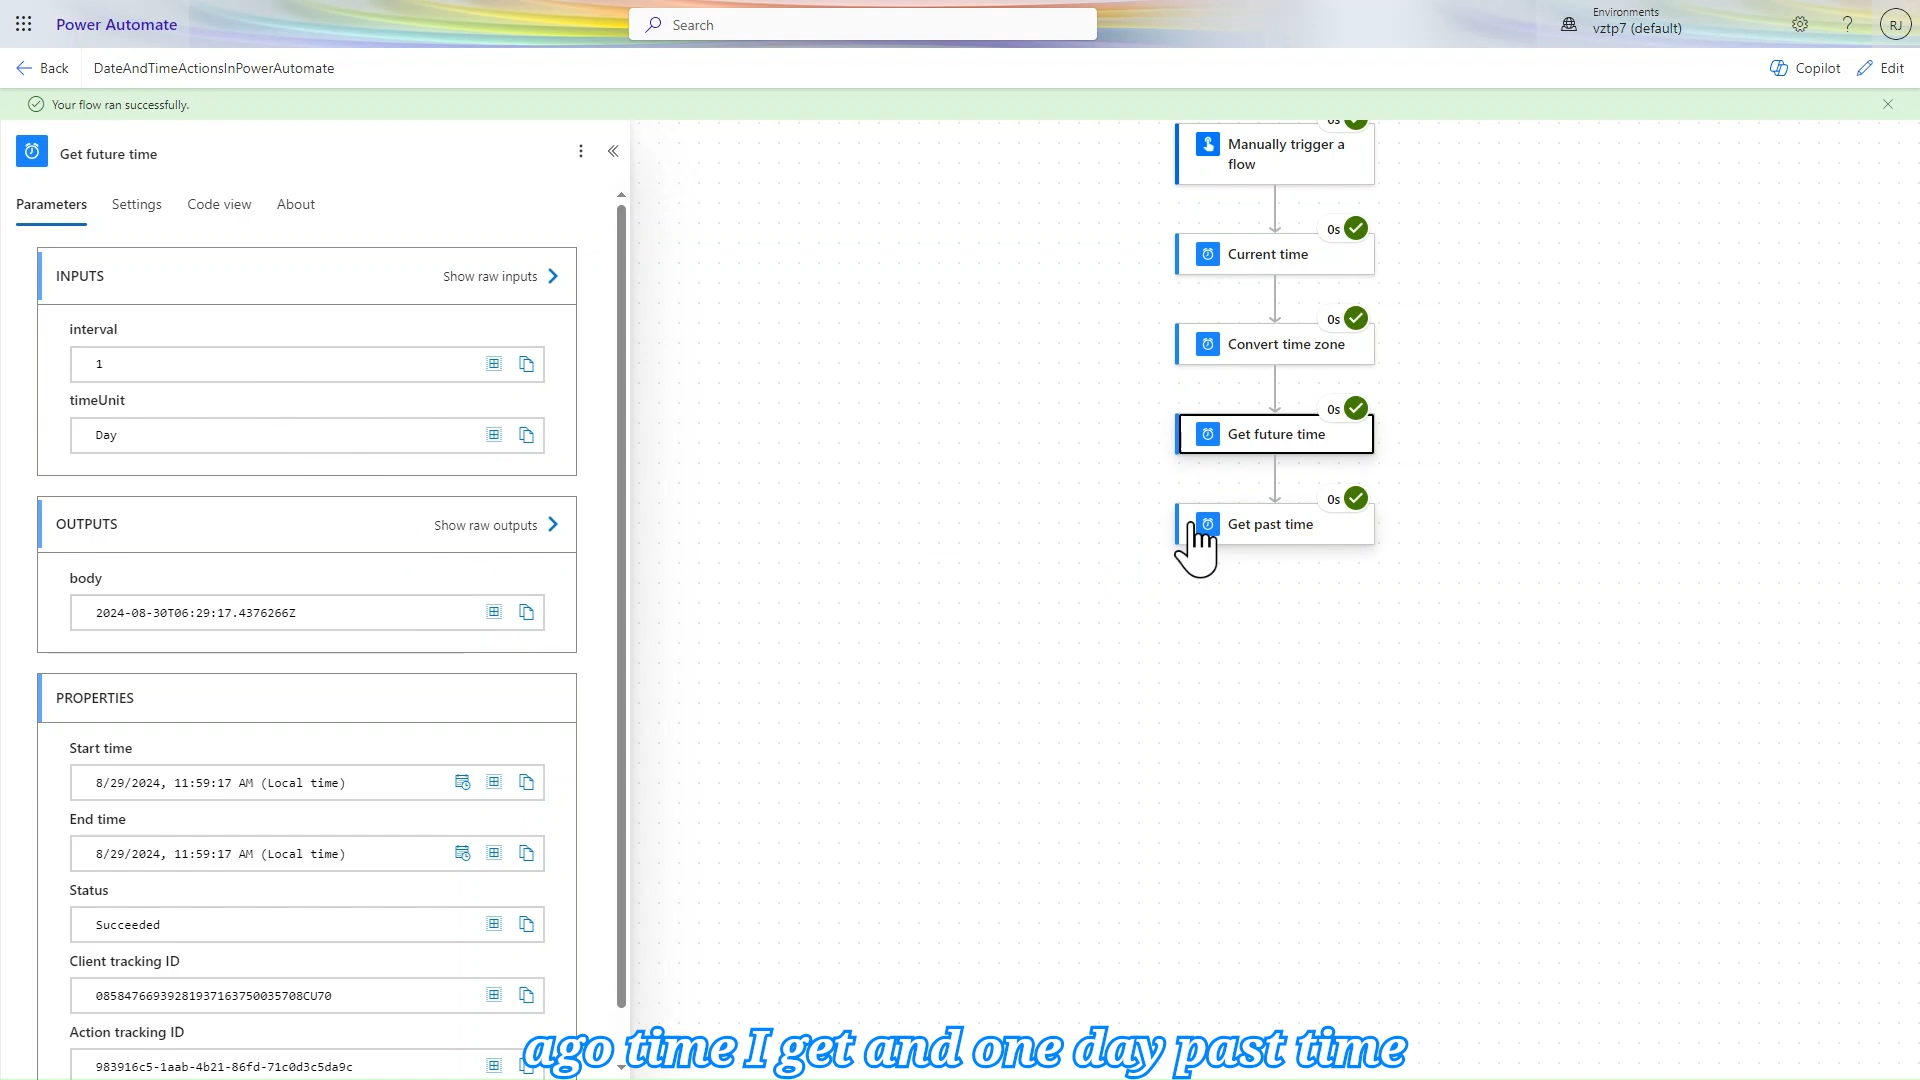 Power Automate
Search
Environments
vztp7 (default)
RJ
Back
DateAndTimeActionsInPowerAutomate
Copilot
Edit
Your flow ran successfully.
Get future time
Parameters
Settings
Code view
About
INPUTS
Show raw inputs
interval
1
timeUnit
Day
OUTPUTS
Show raw outputs
body
2024-08-30T06:29:17.4376266Z
PROPERTIES
Start time
8/29/2024, 11:59:17 AM (Local time)
End time
8/29/2024, 11:59:17 AM (Local time)
Status
Succeeded
Client tracking ID
08584766939281937163750035708CU70
Action tracking ID
983916c5-1aab-4b21-86fd-71c0d3c5da9c
0s
Manually trigger a
flow
0s
Current time
0s
Convert time zone
0s
Get future time
0s
Get past time
ago time I get and one day past time